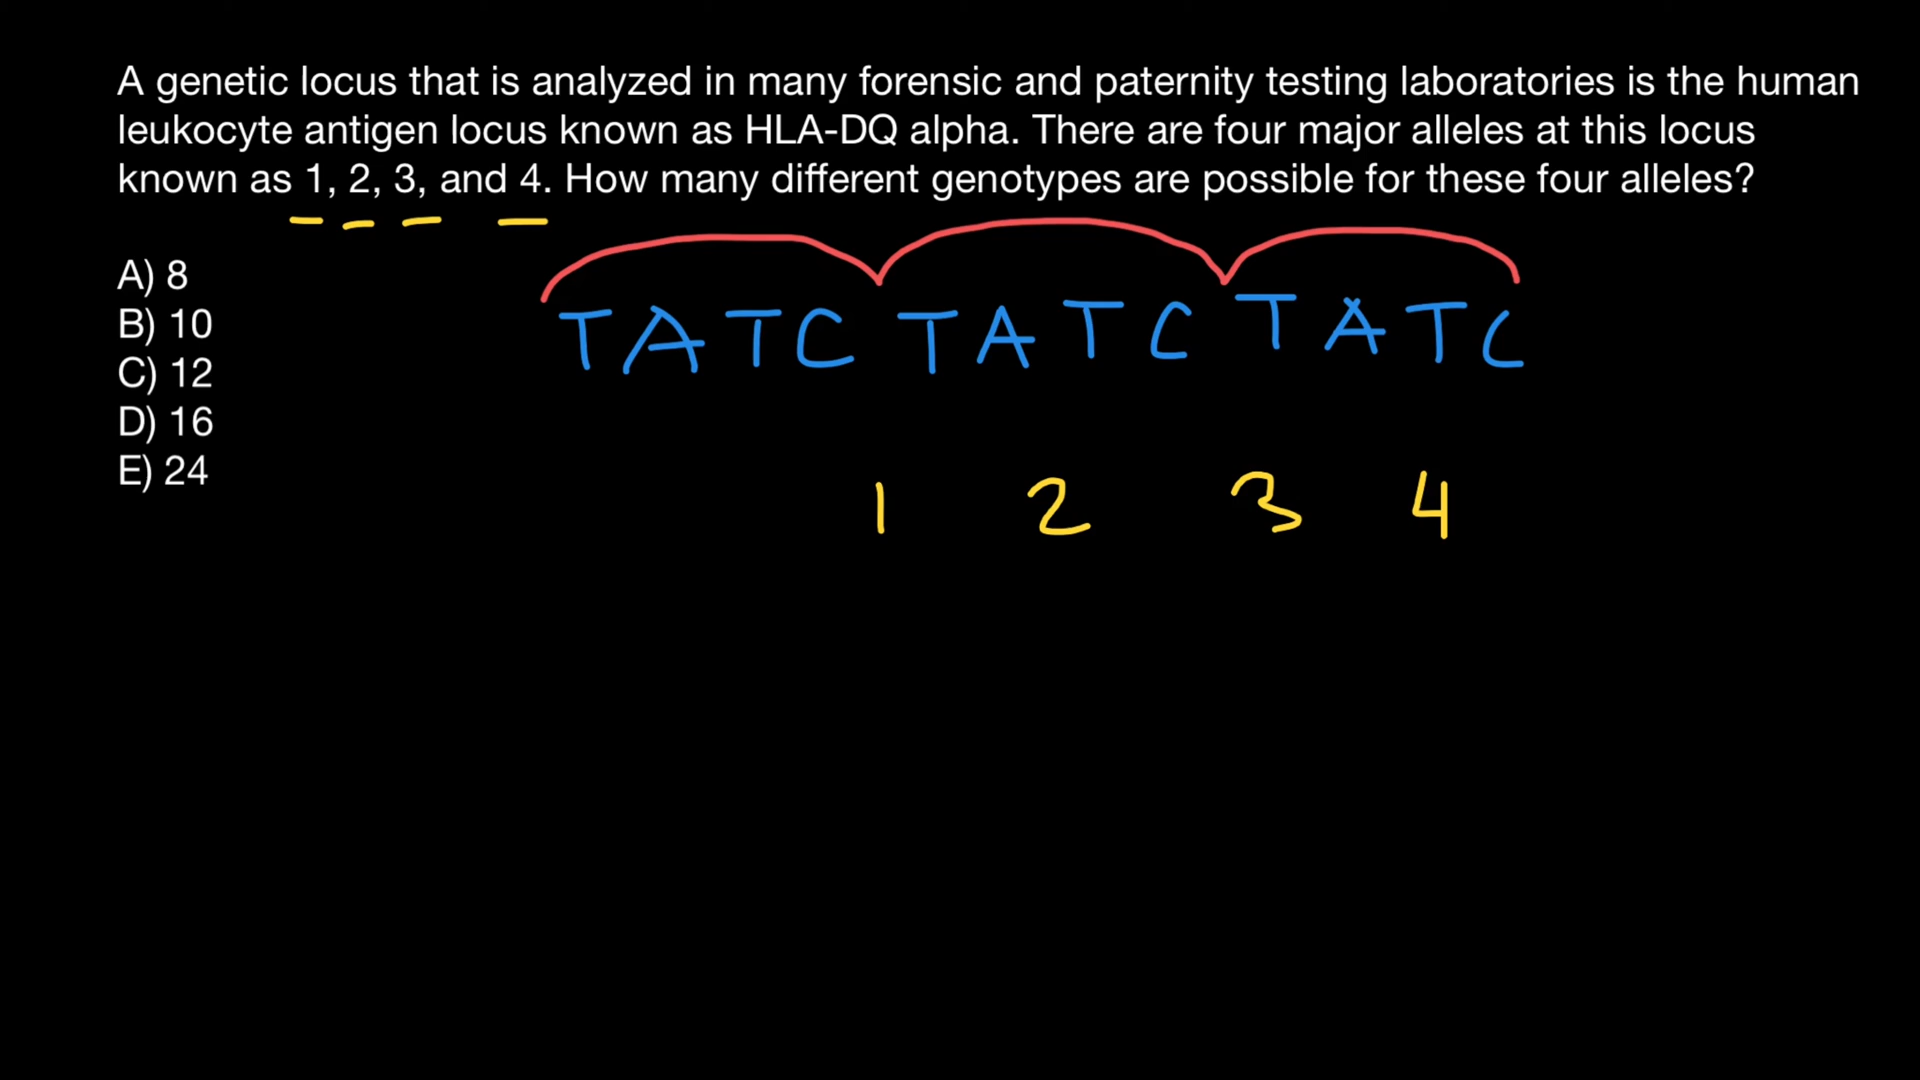 A genetic locus that is analyzed in many forensic and paternity testing laboratories is the human
leukocyte antigen locus known as HLA-DQ alpha. There are four major alleles at this locus
known as 1, 2, 3, and 4. How many different genotypes are possible for these four alleles?
A) 8
B) 10
C) 12
D) 16
E) 24
TATC TATC TATC
1 2 3 4